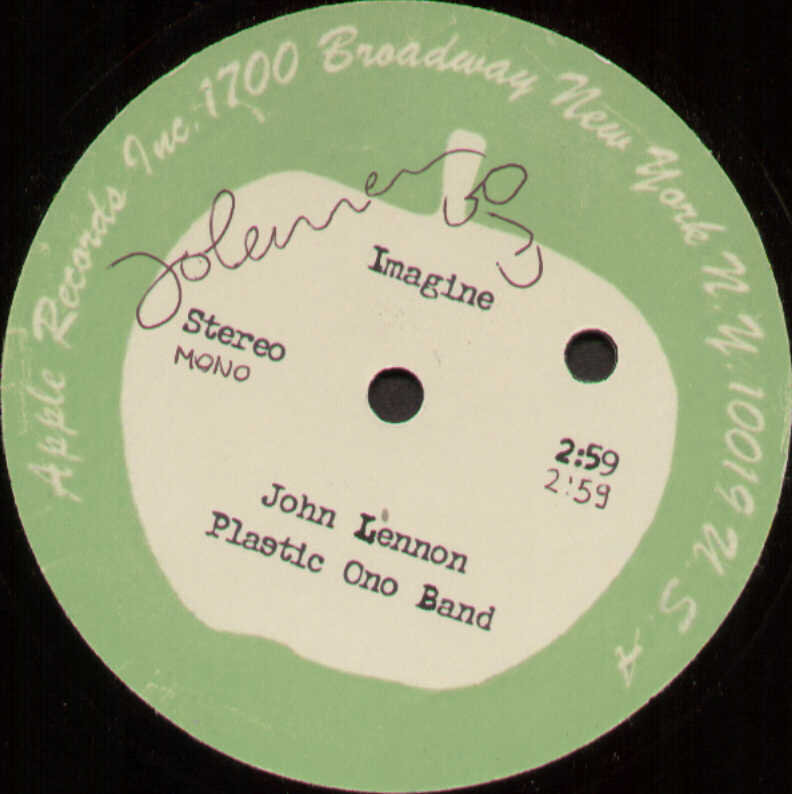 Apple Records Inc. 1700 Broadway New York N.Y. 10019 U.S.A
Imagine
Stereo
MONO
2:59
2:59
John Lennon
Plastic Ono Band